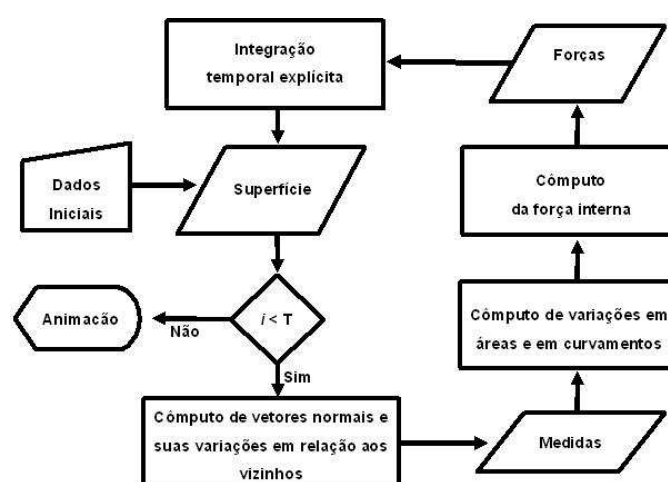 Integração
temporal explícita
Forças
Dados
Iniciais
Superfície
Cômputo
da força interna
Animacão
Não
i < T
Sim
Cômputo de variações em
áreas e em curvamentos
Cômputo de vetores normais e
suas variações em relação aos
vizinhos
Medidas